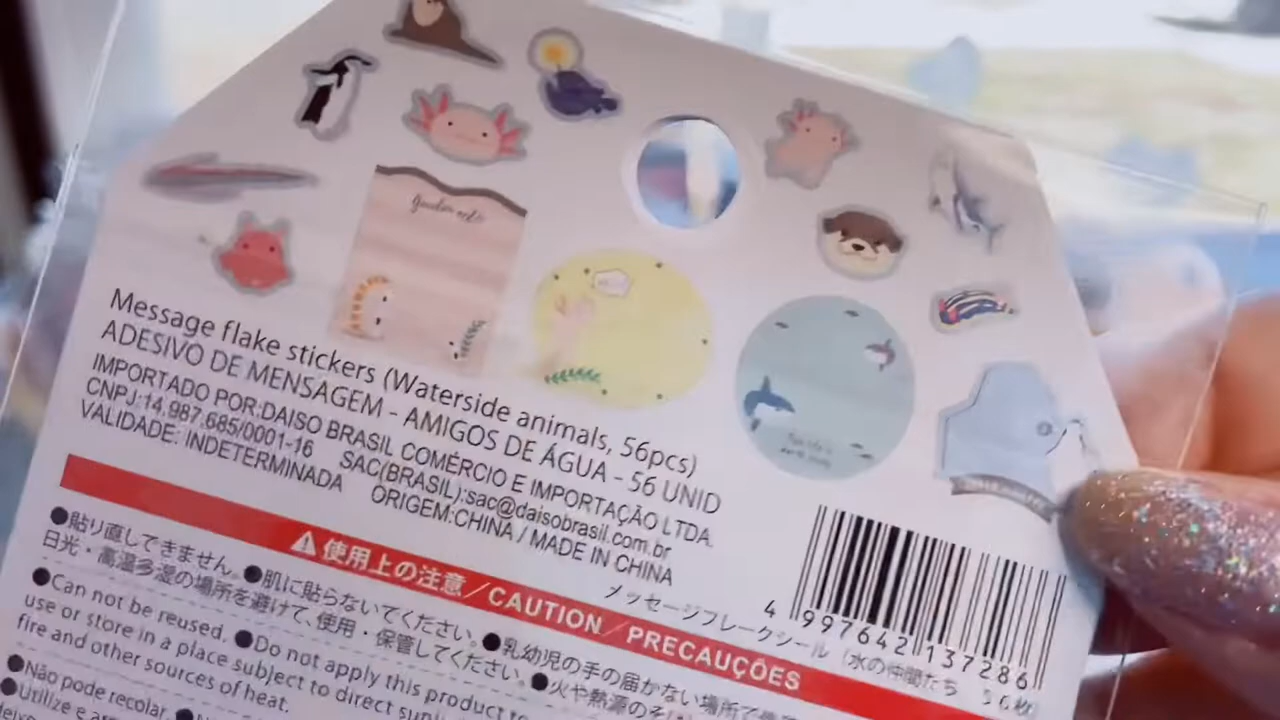 Message flake stickers (Waterside animals, 56pcs)
ADESIVO DE MENSAGEM - AMIGOS DE ÁGUA - 56 UNID
IMPORTADO POR:DAISO BRASIL COMÉRCIO E IMPORTAÇÃO LTDA.
CNPJ:14.987.685/0001-16 SAC(BRASIL):sac@daisobrasil.com.br
VALIDADE: INDETERMINADA ORIGEM:CHINA / MADE IN CHINA
メッセージフレークシール（水の仲間たち 56枚
4 997642 137286
使用上の注意／CAUTION／PRECAUÇÕES
●貼り直しできません。●肌に貼らないでください。●乳幼児の手の届かない場所で
日光・高温多湿の場所を避けて、使用・保管してください。●火や熱源の
●Can not be reused. ●Do not apply this product to
use or store in a place subject to direct
fire and other sources of heat.
●Não pode recolar.
●Utilize e